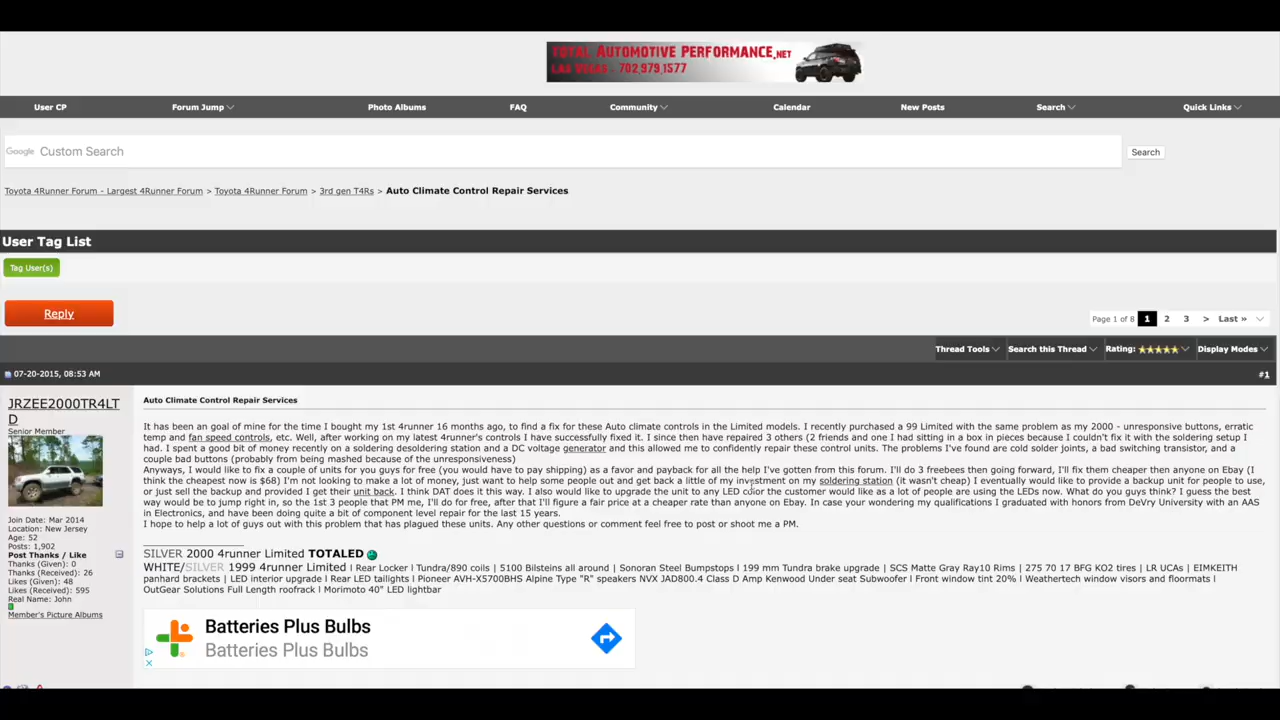 TOTAL AUTOMOTIVE PERFORMANCE.NET
LAS VEGAS - 702.979.1577
User CP Forum Jump Photo Albums FAQ Community Calendar New Posts Search Quick Links
Google Custom Search Search
Toyota 4Runner Forum - Largest 4Runner Forum > Toyota 4Runner Forum > 3rd gen T4Rs > Auto Climate Control Repair Services
User Tag List
Tag User(s)
Reply
Page 1 of 8 1 2 3 > Last »
Thread Tools Search this Thread Rating: Display Modes
07-20-2015, 08:53 AM #1
JRZEE2000TR4LT
D
Senior Member
Join Date: Mar 2014
Location: New Jersey
Age: 52
Posts: 1,902
Post Thanks / Like
Thanks (Given): 0
Thanks (Received): 26
Likes (Given): 48
Likes (Received): 595
Real Name: John
Member's Picture Albums
Auto Climate Control Repair Services
It has been an goal of mine for the time I bought my 1st 4runner 16 months ago, to find a fix for these Auto climate controls in the Limited models. I recently purchased a 99 Limited with the same problem as my 2000 - unresponsive buttons, erratic
temp and fan speed controls, etc. Well, after working on my latest 4runner's controls I have successfully fixed it. I since then have repaired 3 others (2 friends and one I had sitting in a box in pieces because I couldn't fix it with the soldering setup I
had. I spent a good bit of money recently on a soldering desoldering station and a DC voltage generator and this allowed me to confidently repair these control units. The problems I've found are cold solder joints, a bad switching transistor, and a
couple bad buttons (probably from being mashed because of the unresponsiveness)
Anyways, I would like to fix a couple of units for you guys for free (you would have to pay shipping) as a favor and payback for all the help I've gotten from this forum. I'll do 3 freebees then going forward, I'll fix them cheaper then anyone on Ebay (I
think the cheapest now is $68) I'm not looking to make a lot of money, just want to help some people out and get back a little of my investment on my soldering station (it wasn't cheap) I eventually would like to provide a backup unit for people to use,
or just sell the backup and provided I get their unit back. I think DAT does it this way. I also would like to upgrade the unit to any LED color the customer would like as a lot of people are using the LEDs now. What do you guys think? I guess the best
way would be to jump right in, so the 1st 3 people that PM me, I'll do for free, after that I'll figure a fair price at a cheaper rate than anyone on Ebay. In case your wondering my qualifications I graduated with honors from DeVry University with an AAS
in Electronics, and have been doing quite a bit of component level repair for the last 15 years.
I hope to help a lot of guys out with this problem that has plagued these units. Any other questions or comment feel free to post or shoot me a PM.
SILVER 2000 4runner Limited TOTALED
WHITE/SILVER 1999 4runner Limited l Rear Locker l Tundra/890 coils | 5100 Bilsteins all around | Sonoran Steel Bumpstops | 199 mm Tundra brake upgrade | SCS Matte Gray Ray10 Rims | 275 70 17 BFG KO2 tires | LR UCAs | EIMKEITH
panhard brackets | LED interior upgrade l Rear LED tailights l Pioneer AVH-X5700BHS Alpine Type "R" speakers NVX JAD800.4 Class D Amp Kenwood Under seat Subwoofer l Front window tint 20% l Weathertech window visors and floormats l
OutGear Solutions Full Length roofrack l Morimoto 40" LED lightbar
Batteries Plus Bulbs
Batteries Plus Bulbs